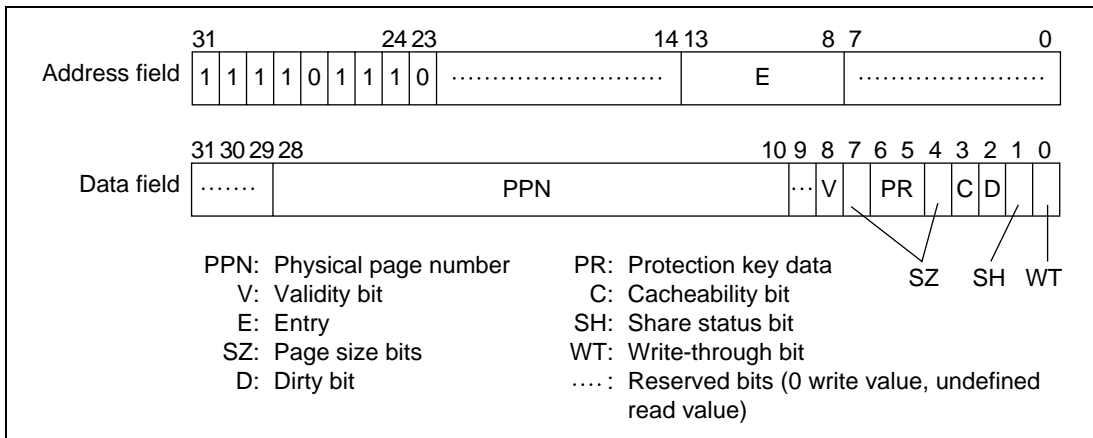 31 24 23 14 13 8 7 0
Address field 1 1 1 1 0 1 1 1 0 ........................ E ........................
31 30 29 28 10 9 8 7 6 5 4 3 2 1 0
Data field ....... PPN ... V PR C D
SZ SH WT
PPN: Physical page number PR: Protection key data
V: Validity bit C: Cacheability bit
E: Entry SH: Share status bit
SZ: Page size bits WT: Write-through bit
D: Dirty bit ....: Reserved bits (0 write value, undefined
read value)